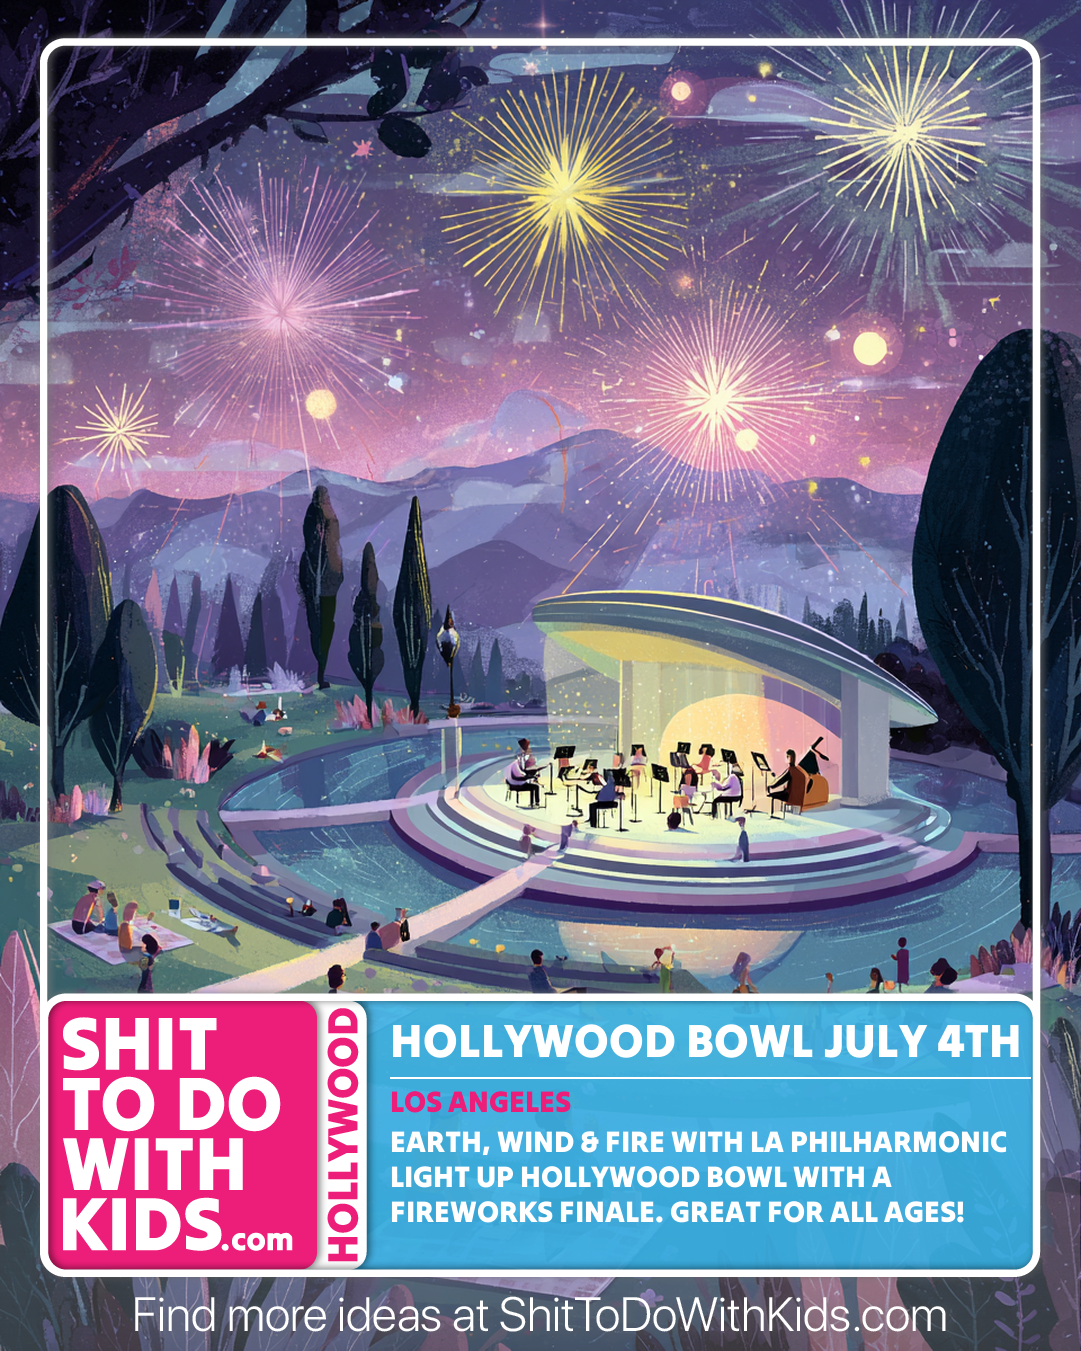 SHIT
TO DO
WITH
KIDS.com
HOLLYWOOD
HOLLYWOOD BOWL JULY 4TH
LOS ANGELES
EARTH, WIND & FIRE WITH LA PHILHARMONIC
LIGHT UP HOLLYWOOD BOWL WITH A
FIREWORKS FINALE. GREAT FOR ALL AGES!
Find more ideas at ShitToDoWithKids.com